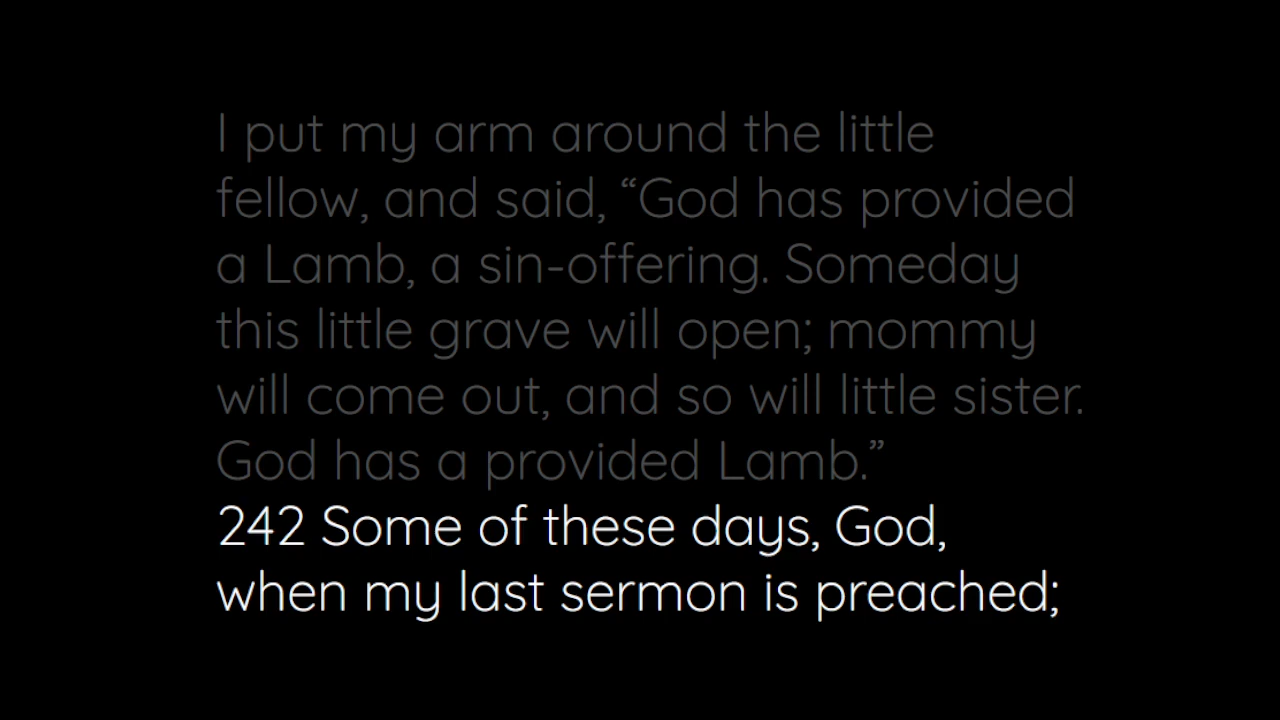 I put my arm around the little
fellow, and said, “God has provided
a Lamb, a sin-offering. Someday
this little grave will open; mommy
will come out, and so will little sister.
God has a provided Lamb.”
242 Some of these days, God,
when my last sermon is preached;